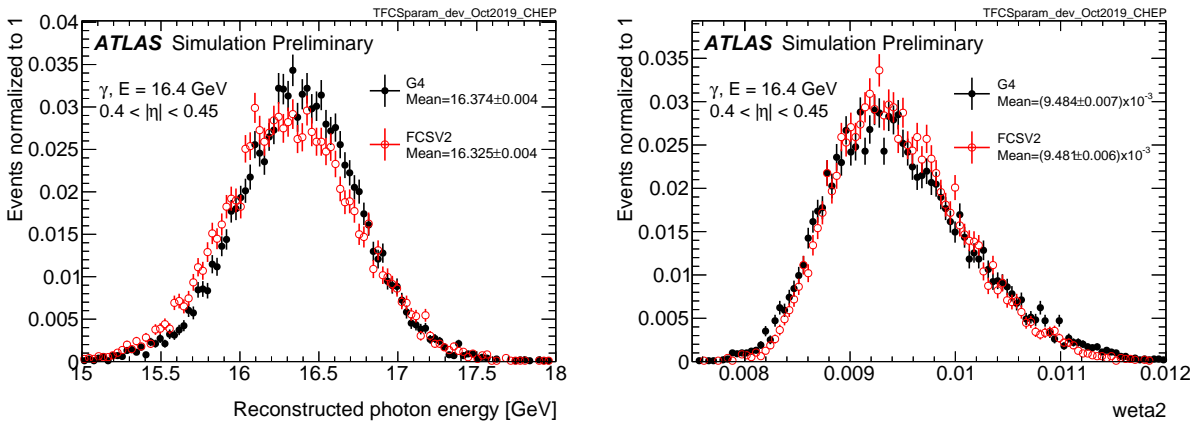 TFCSparam_dev_Oct2019_CHEP
Events normalized to 1
0.04
0.035
0.03
0.025
0.02
0.015
0.01
0.005
0
ATLAS Simulation Preliminary
γ, E = 16.4 GeV
0.4 < |η| < 0.45
G4
Mean=16.374±0.004
FCSV2
Mean=16.325±0.004
15 15.5 16 16.5 17 17.5 18
Reconstructed photon energy [GeV]
TFCSparam_dev_Oct2019_CHEP
Events normalized to 1
0.04
0.035
0.03
0.025
0.02
0.015
0.01
0.005
0
ATLAS Simulation Preliminary
γ, E = 16.4 GeV
0.4 < |η| < 0.45
G4
Mean=(9.484±0.007)x10⁻³
FCSV2
Mean=(9.481±0.006)x10⁻³
0.008 0.009 0.01 0.011 0.012
weta2